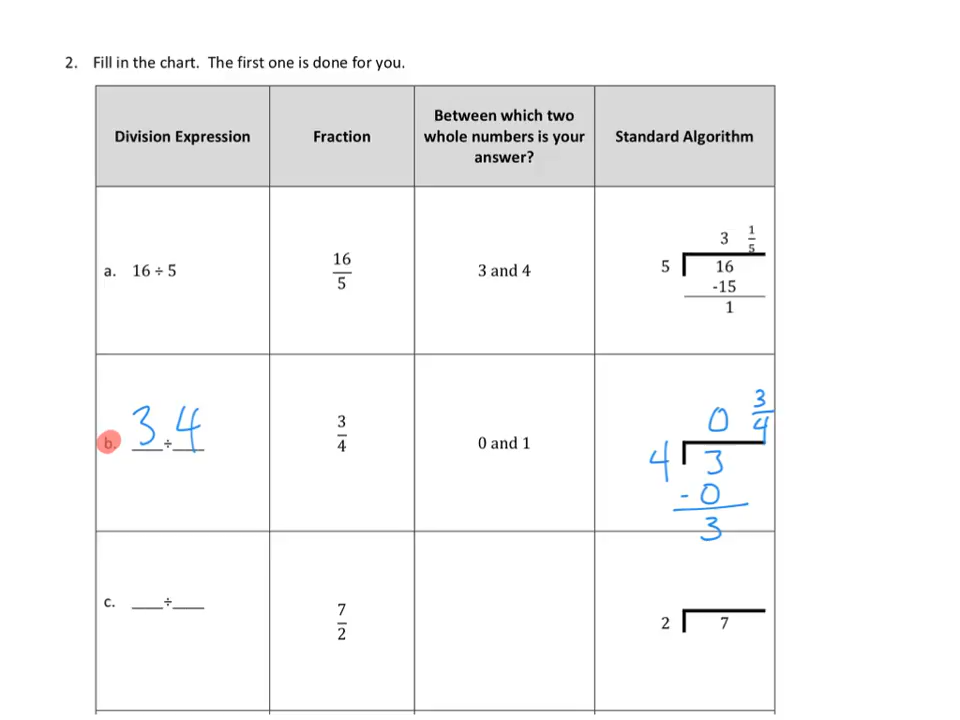 2. Fill in the chart. The first one is done for you.
Division Expression
Fraction
Between which two
whole numbers is your
answer?
Standard Algorithm
a. 16 ÷ 5
16
5
3 and 4
3 1/5
5 16
-15
1
b. 3 ÷ 4
3
4
0 and 1
0 3/4
4 3
- 0
3
c. ___÷___
7
2
2 7